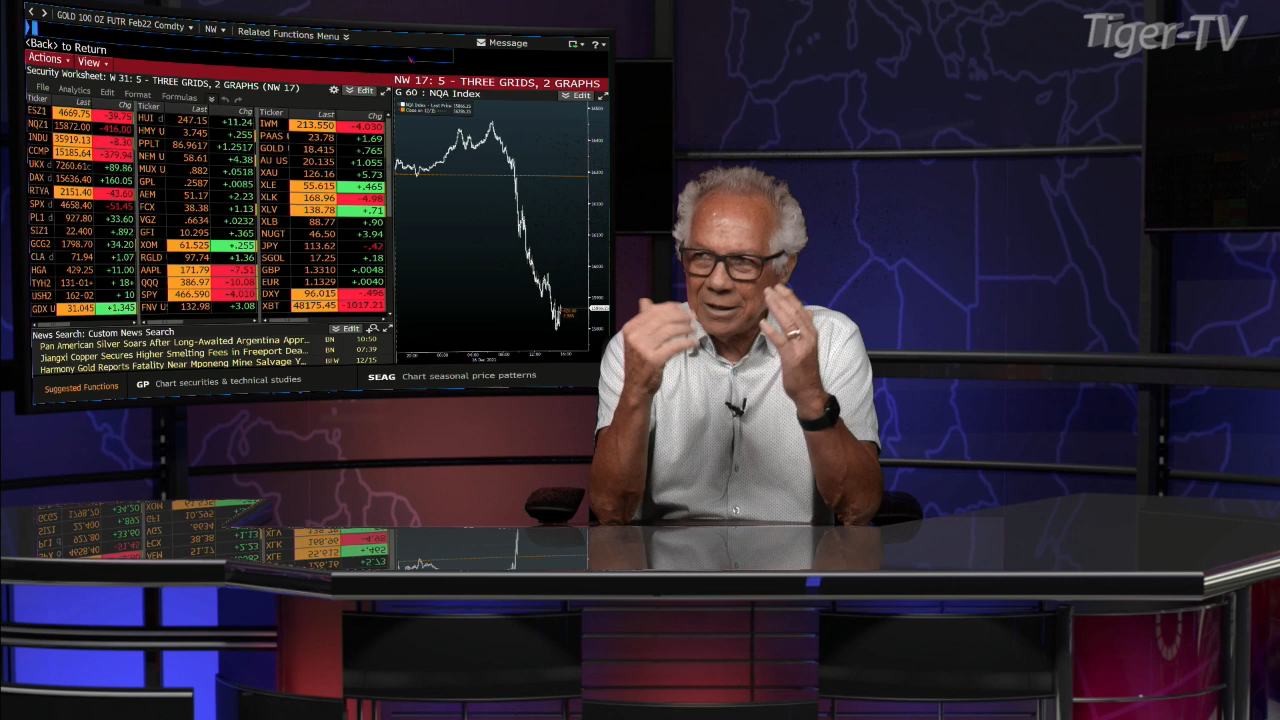 Tiger-TV
GOLD 100 OZ FUTR Feb22 Comdty NW Related Functions Menu
<Back> to Return
Message
?
Actions View
Security Worksheet: W 31: 5 - THREE GRIDS, 2 GRAPHS (NW 17)
Edit
File Analytics Edit Format Formulas
Ticker Last Chg Ticker Last Chg Ticker Last Chg
ESZ1 4669.75 -39.75 HUI d 247.15 +11.24 IWM 213.550 -4.030
NQZ1 15872.00 -416.00 HMY U 3.745 +.255 PAAS U 23.78 +1.69
INDU 35919.13 -8.30 PPLT 86.9617 +1.2517 GOLD 18.415 +.765
CCMP 15185.64 -379.94 NEM U 58.61 +4.38 AU US 20.135 +1.055
UKX d 7260.61c +89.86 MUX U .882 +.0518 XAU 126.16 +5.73
DAX d 15636.40 +160.05 GPL .2587 +.0085 XLE 55.615 +.465
RTYA 2151.40 -43.60 AEM 51.17 +2.23 XLK 168.96 -4.98
SPX d 4658.40 -51.45 FCX 38.38 +1.13 XLV 138.78 +.71
PL1 d 927.80 +33.60 VGZ .6634 +.0232 XLB 88.77 +.90
SIZ1 22.400 +.892 GFI 10.295 +.365 NUGT 46.50 +3.94
GCG2 1798.70 +34.20 XOM 61.525 +.255 JPY 113.62 -.42
CLA d 71.94 +1.07 RGLD 97.74 +1.36 SGOL 17.25 +.18
HGA 429.25 +11.00 AAPL 171.79 -7.51 GBP 1.3310 +.0048
TYH2 131-01+ + 18+ QQQ 386.97 -10.08 EUR 1.1329 +.0040
USH2 162-02 + 10 SPY 466.590 -4.010 DXY 96.015 -.496
GDX U 31.045 +1.345 FNV U 132.98 +3.08 XBT 48175.45 -1017.21
NW 17: 5 - THREE GRIDS, 2 GRAPHS
G 60 : NQA Index
Edit
News Search: Custom News Search
Edit
Pan American Silver Soars After Long-Awaited Argentina Appr... BN 10:50
Jiangxi Copper Secures Higher Smelting Fees in Freeport Dea... BN 07:39
Harmony Gold Reports Fatality Near Mponeng Mine Salvage Y... BFW 12/15
Suggested Functions GP Chart securities & technical studies SEAG Chart seasonal price patterns